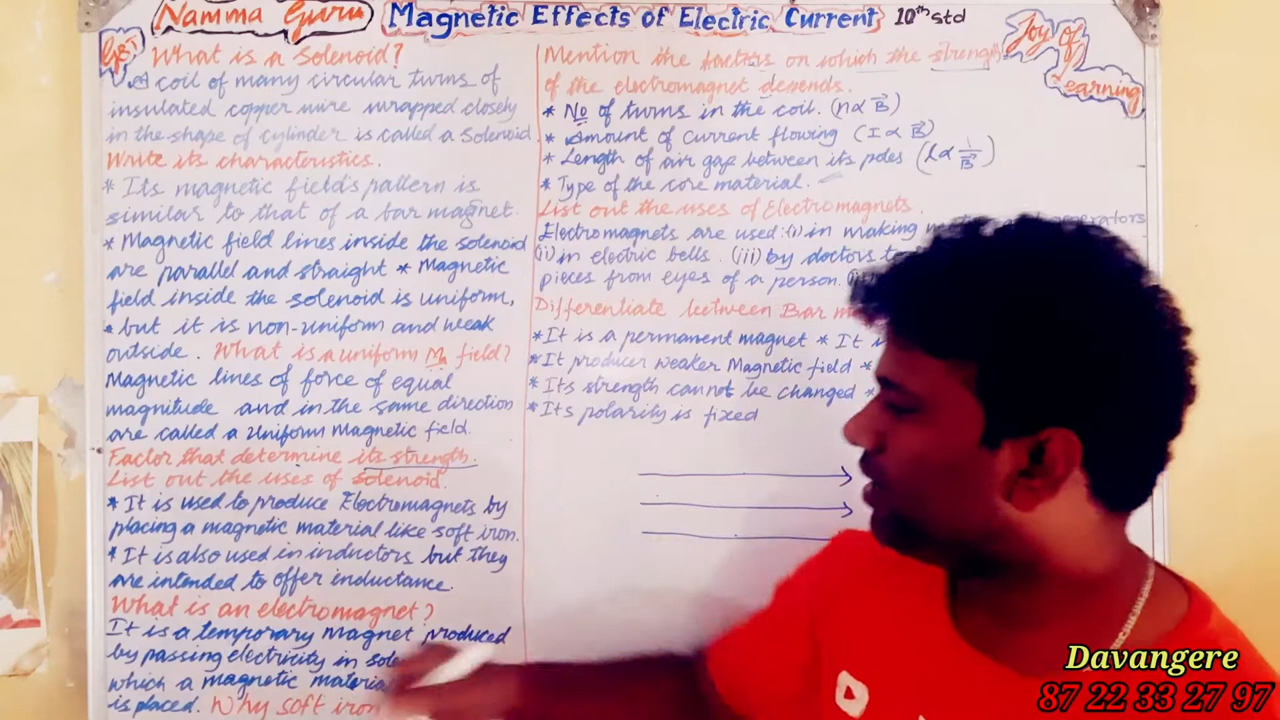 Namma Guru
Magnetic Effects of Electric Current
10th std
GBT
Joy of
Learning
What is a Solenoid?
A coil of many circular turns of
insulated copper wire wrapped closely
in the shape of cylinder is called a Solenoid
Write its characteristics.
* Its magnetic field's pattern is
similar to that of a bar magnet.
* Magnetic field lines inside the solenoid
are parallel and straight * Magnetic
field inside the solenoid is uniform,
* but it is non-uniform and weak
outside. What is a uniform Mn field?
Magnetic lines of force of equal
magnitude and in the same direction
are called a Uniform Magnetic field.
Factor that determine its strength.
List out the uses of solenoid.
* It is used to produce Electromagnets by
placing a magnetic material like soft iron.
* It is also used in inductors but they
are intended to offer inductance.
What is an electromagnet?
It is a temporary magnet produced
by passing electricity in
which a magnetic
is placed. Why soft iron
Mention the factors on which the strength
of the electromagnet depends.
* No of turns in the coil. (n∝B⃗)
* Amount of current flowing (I∝B⃗)
* Length of air gap between its poles (l∝1/B⃗)
* Type of the core material.
List out the uses of Electromagnets.
Electromagnets are used: (i) in making
(ii) in electric bells. (iii) by doctors to
pieces from eyes of a person.
Differentiate between Bar
* It is a permanent magnet * It
* It producer weaker Magnetic field *
* Its strength cannot be changed *
* Its polarity is fixed
Davangere
87 22 33 27 97